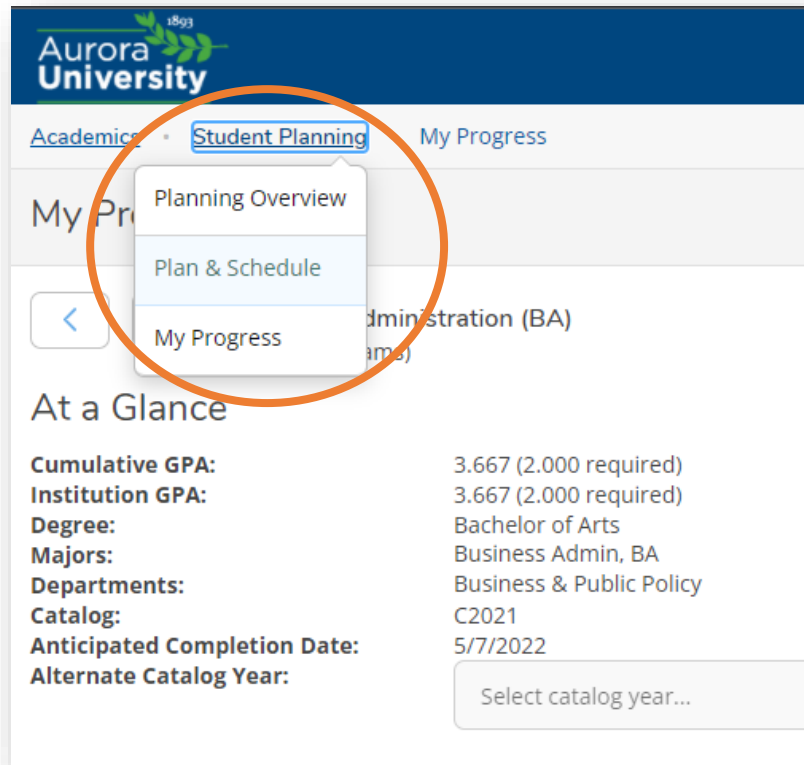 1893
Aurora
University
Academics • Student Planning My Progress
Planning Overview
My Pr
Plan & Schedule
dministration (BA)
My Progress
ams)
At a Glance
Cumulative GPA: 3.667 (2.000 required)
Institution GPA: 3.667 (2.000 required)
Degree: Bachelor of Arts
Majors: Business Admin, BA
Departments: Business & Public Policy
Catalog: C2021
Anticipated Completion Date: 5/7/2022
Alternate Catalog Year:
Select catalog year...